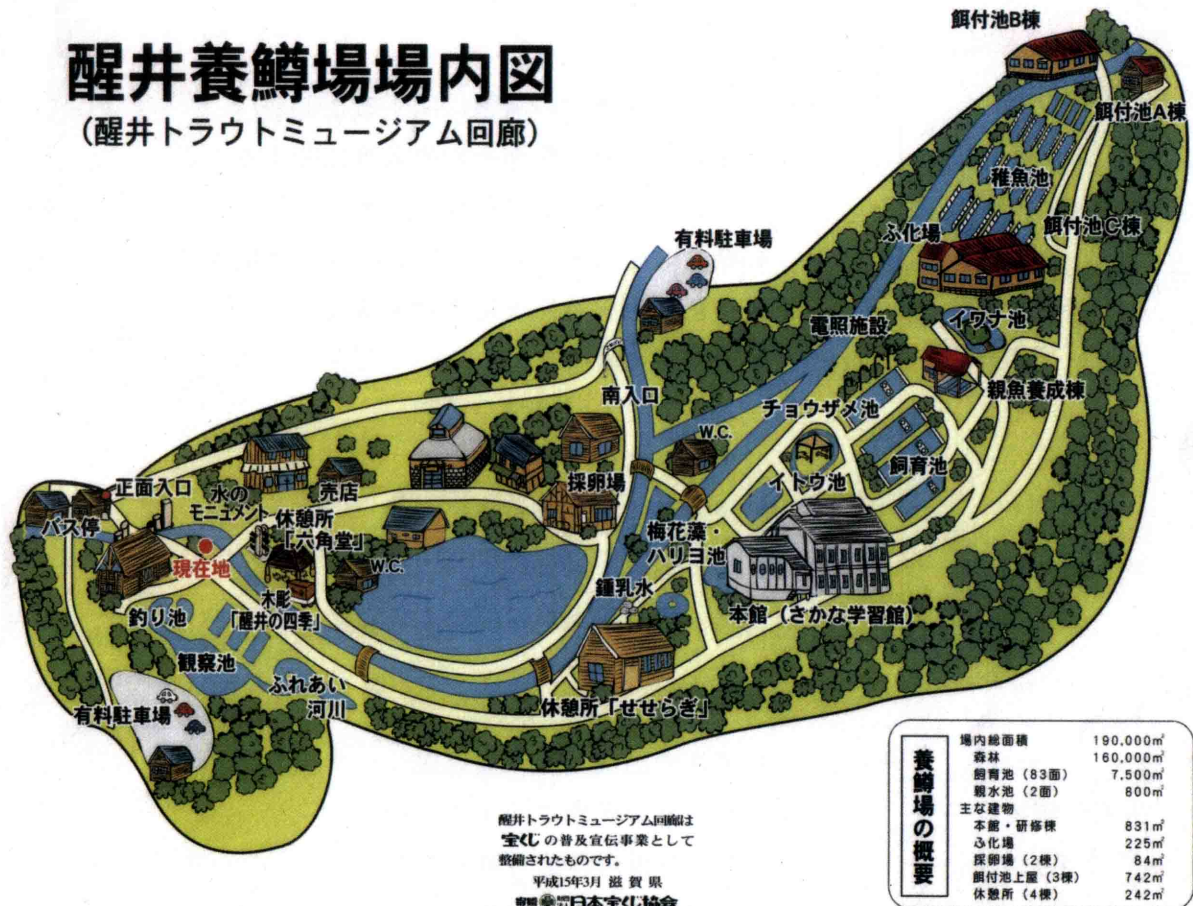 醒井養鱒場場内図
(醒井トラウトミュージアム回廊)
餌付池B棟
餌付池A棟
稚魚池
餌付池C棟
ふ化場
有料駐車場
電照施設
イワナ池
親魚養成棟
南入口
チョウザメ池
W.C.
飼育池
イトウ池
採卵場
正面入口
水の
モニュメント
売店
バス停
休憩所
「六角堂」
現在地
W.C.
梅花藻・
ハリヨ池
木彫
「醒井の四季」
鍾乳水
本館(さかな学習館)
釣り池
観察池
ふれあい
河川
有料駐車場
休憩所「せせらぎ」
養鱒場の概要
場内総面積 190,000㎡
森林 160,000㎡
飼育池(83面) 7,500㎡
親水池(2面) 800㎡
主な建物
本館・研修棟 831㎡
ふ化場 225㎡
採卵場(2棟) 84㎡
餌付池上屋(3棟) 742㎡
休憩所(4棟) 242㎡
醒井トラウトミュージアム回廊は
宝くじの普及宣伝事業として
整備されたものです。
平成15年3月 滋賀県
日本宝くじ協会